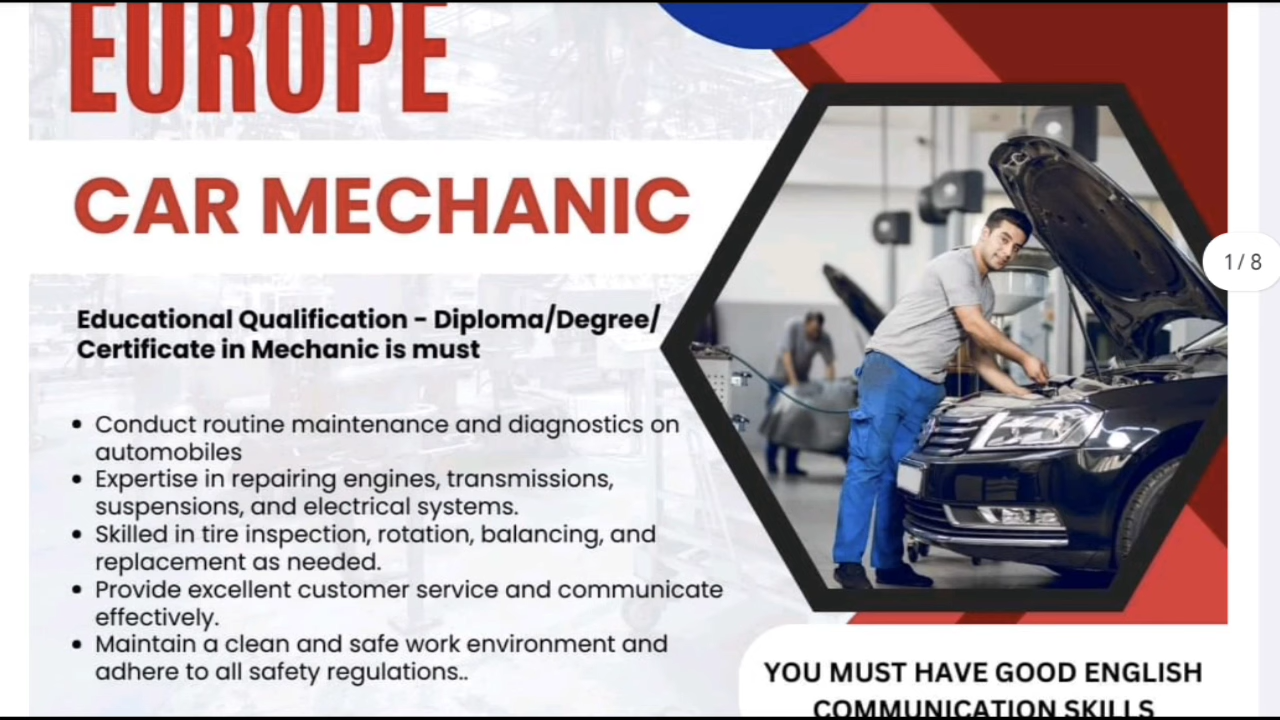 EUROPE
CAR MECHANIC
Educational Qualification - Diploma/Degree/
Certificate in Mechanic is must
• Conduct routine maintenance and diagnostics on
automobiles
• Expertise in repairing engines, transmissions,
suspensions, and electrical systems.
• Skilled in tire inspection, rotation, balancing, and
replacement as needed.
• Provide excellent customer service and communicate
effectively.
• Maintain a clean and safe work environment and
adhere to all safety regulations..
1/8
YOU MUST HAVE GOOD ENGLISH
COMMUNICATION SKILLS